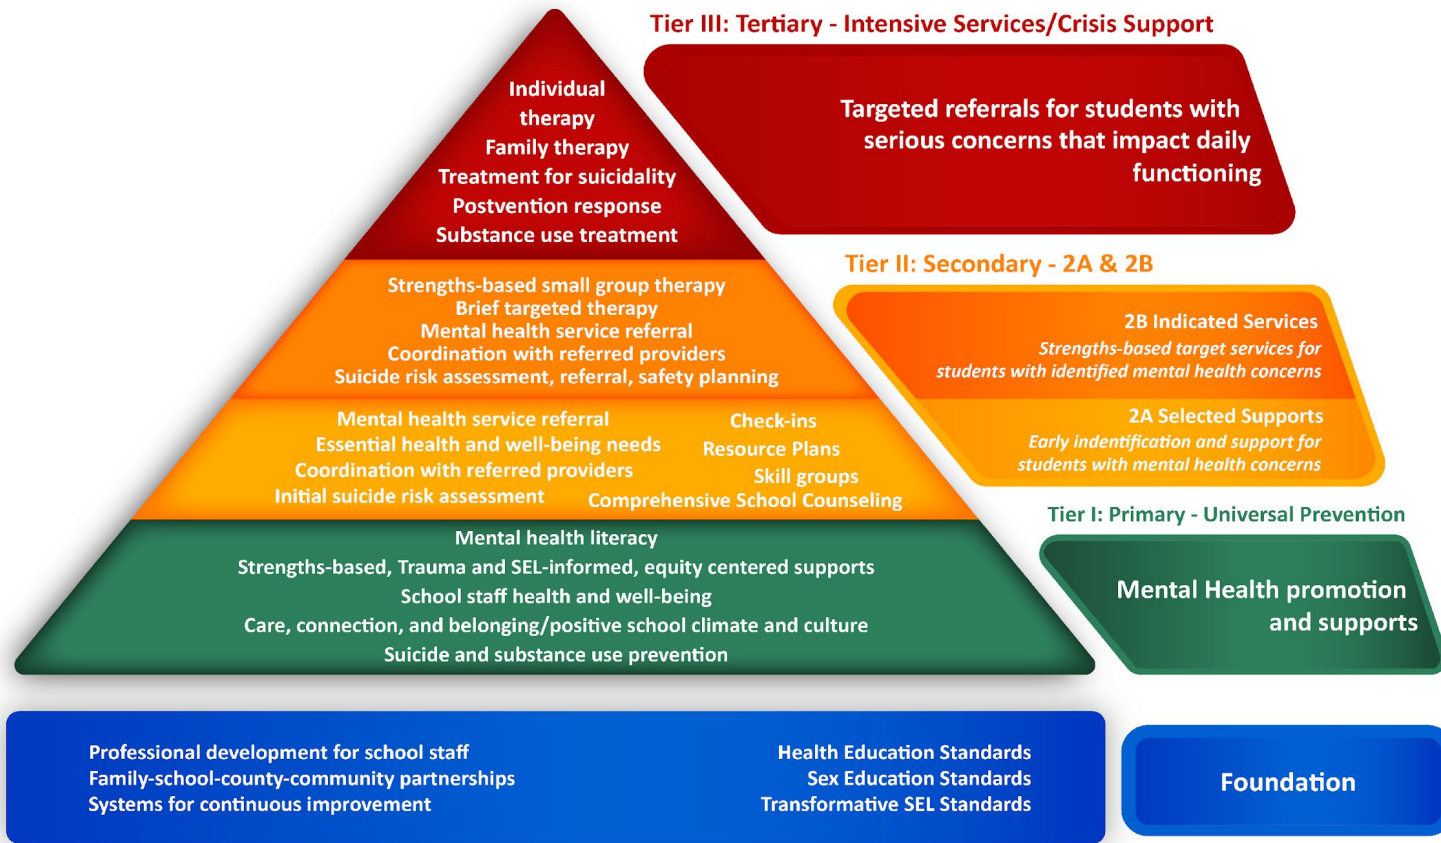 Tier III: Tertiary - Intensive Services/Crisis Support
Individual
therapy
Family therapy
Treatment for suicidality
Postvention response
Substance use treatment
Targeted referrals for students with
serious concerns that impact daily
functioning
Tier II: Secondary - 2A & 2B
Strengths-based small group therapy
Brief targeted therapy
Mental health service referral
Coordination with referred providers
Suicide risk assessment, referral, safety planning
2B Indicated Services
Strengths-based target services for
students with identified mental health concerns
Mental health service referral
Essential health and well-being needs
Coordination with referred providers
Initial suicide risk assessment
Check-ins
Resource Plans
Skill groups
Comprehensive School Counseling
2A Selected Supports
Early indentification and support for
students with mental health concerns
Tier I: Primary - Universal Prevention
Mental health literacy
Strengths-based, Trauma and SEL-informed, equity centered supports
School staff health and well-being
Care, connection, and belonging/positive school climate and culture
Suicide and substance use prevention
Mental Health promotion
and supports
Professional development for school staff
Family-school-county-community partnerships
Systems for continuous improvement
Health Education Standards
Sex Education Standards
Transformative SEL Standards
Foundation